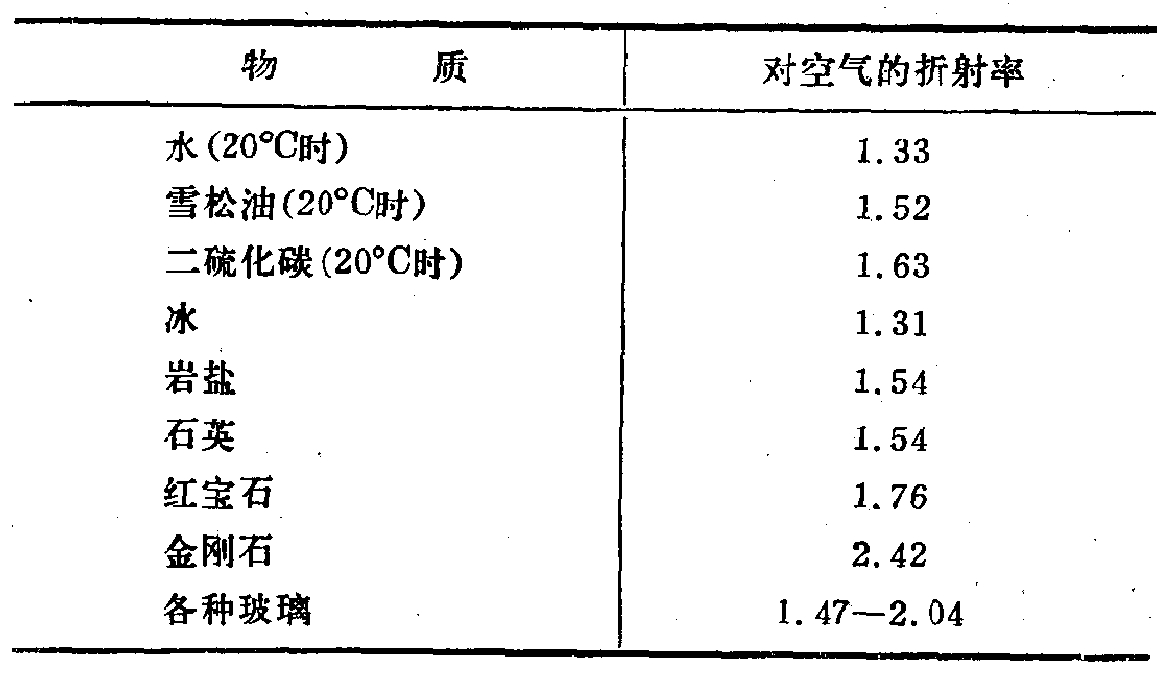 物 质 对空气的折射率
水(20°C时) 1.33
雪松油(20°C时) 1.52
二硫化碳(20°C时) 1.63
冰 1.31
岩盐 1.54
石英 1.54
红宝石 1.76
金刚石 2.42
各种玻璃 1.47—2.04